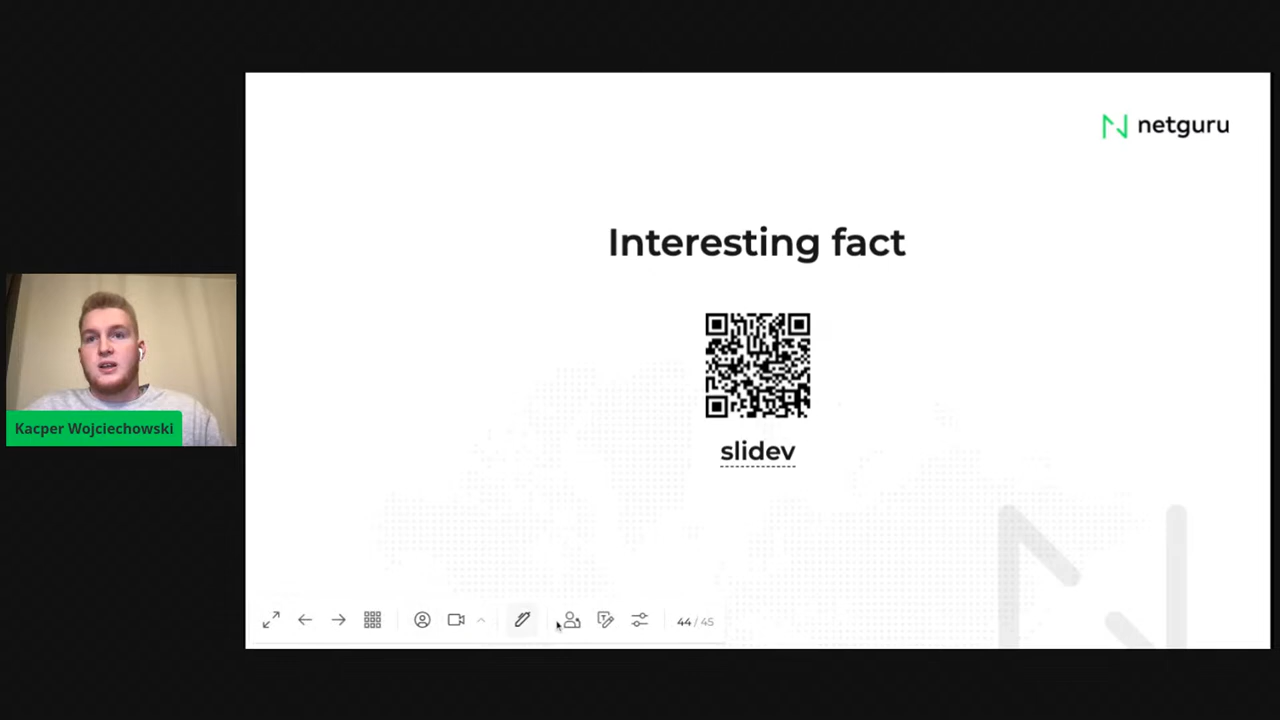 netguru
Interesting fact
slidev
Kacper Wojciechowski
44 / 45